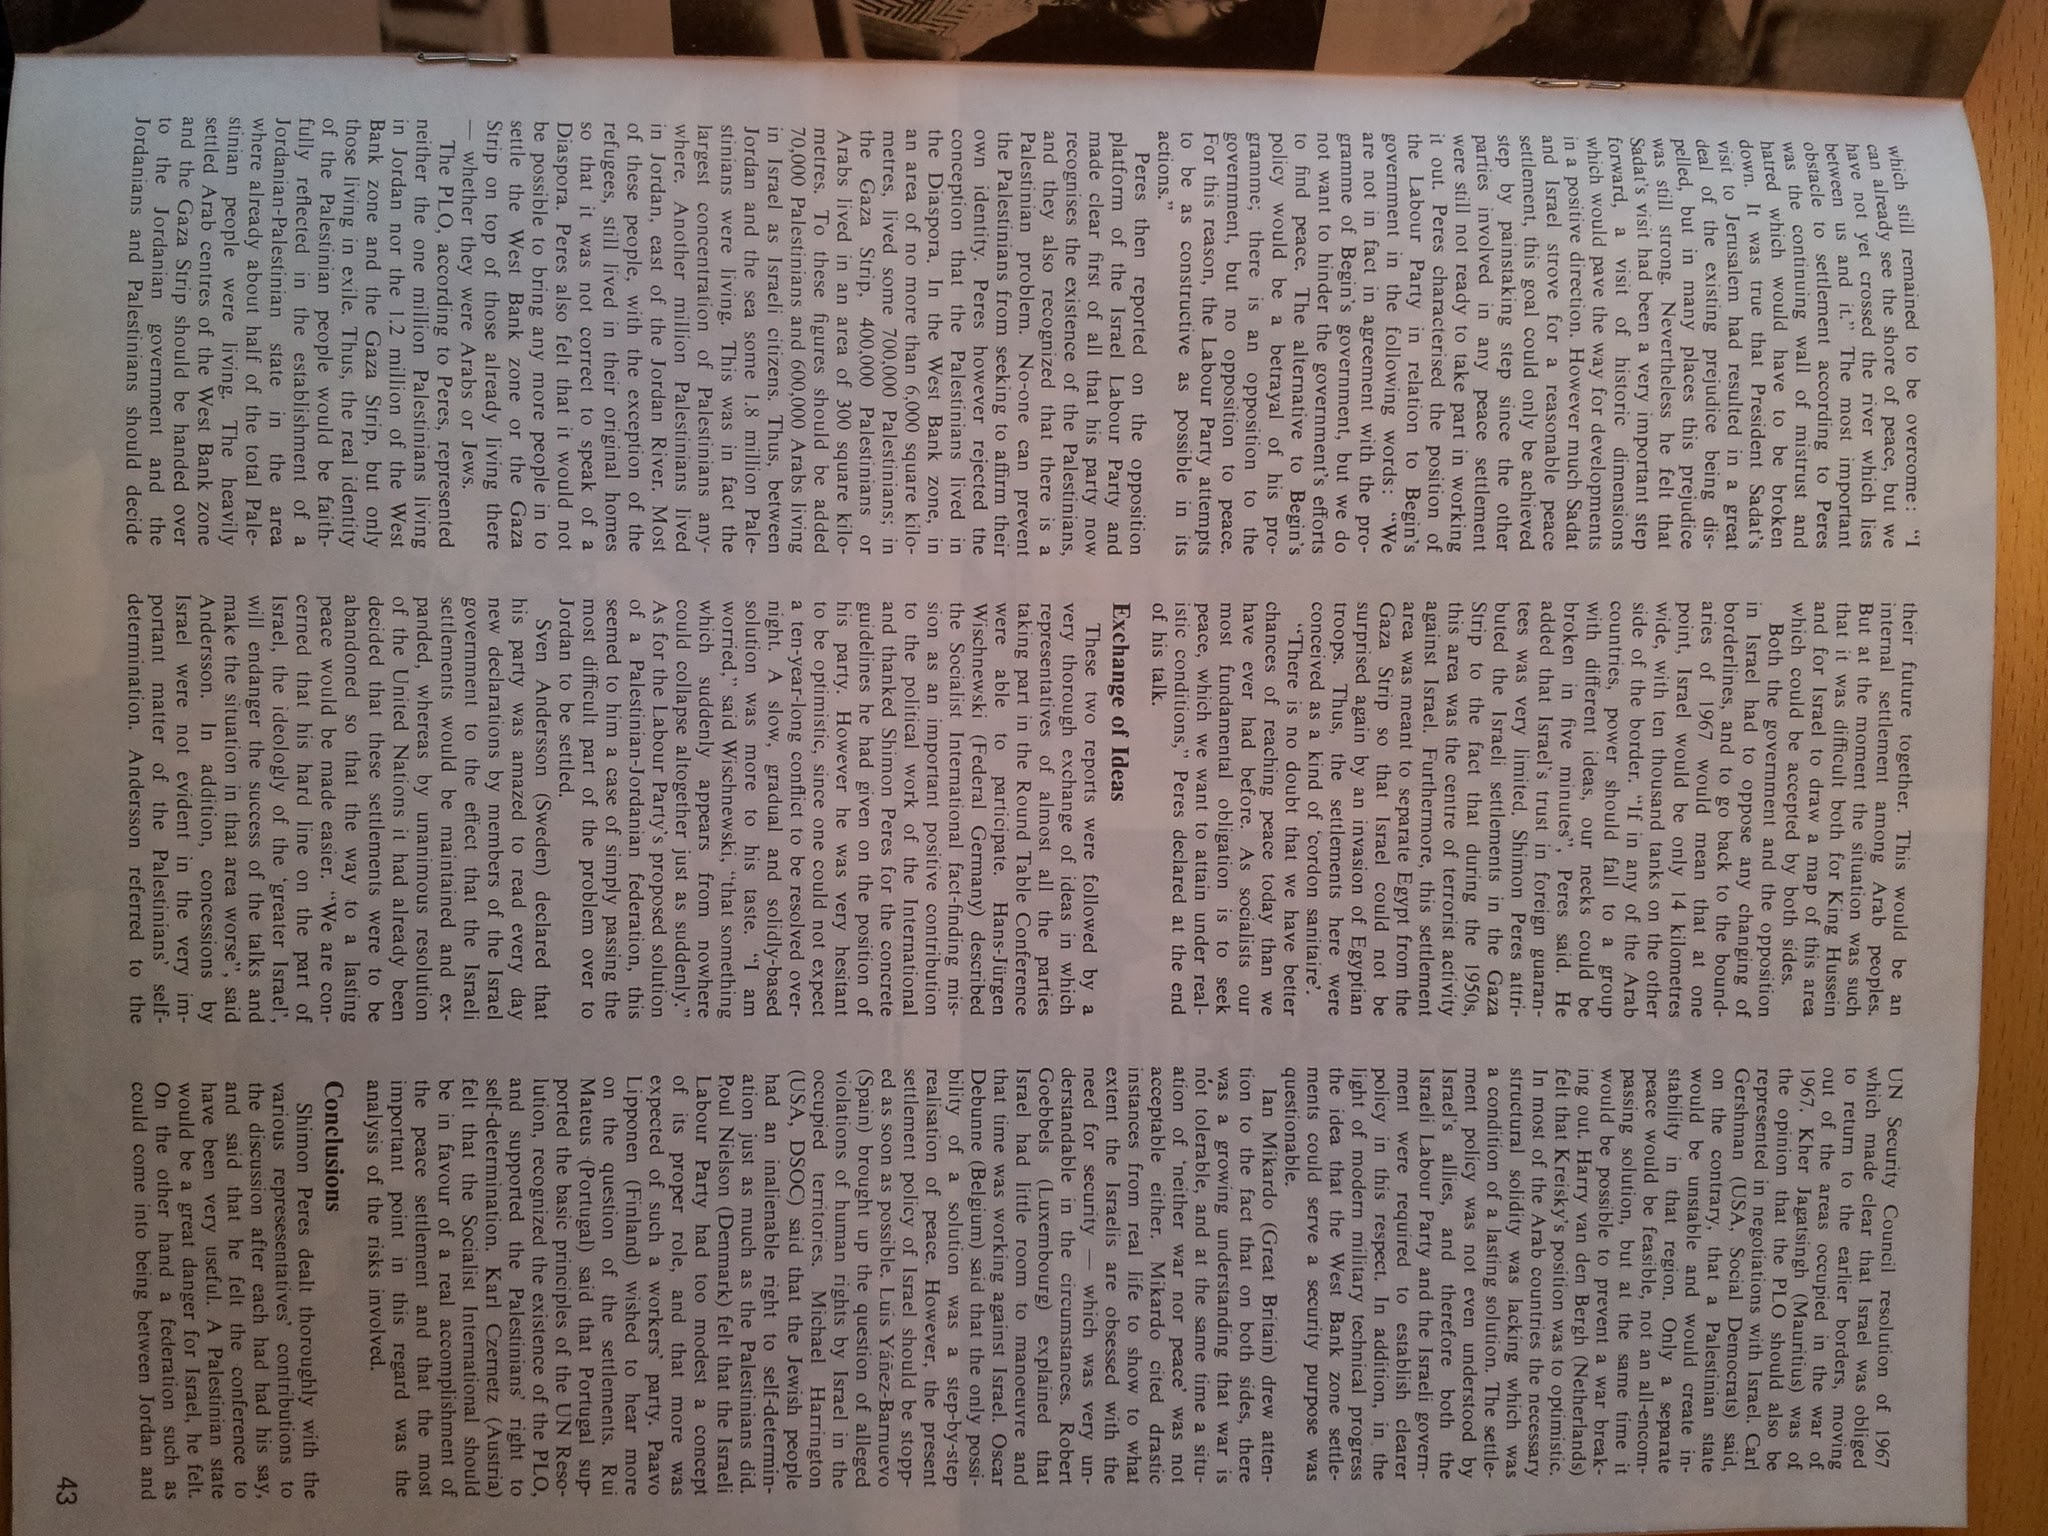 which still remained to be overcome: “I
can already see the shore of peace, but we
have not yet crossed the river which lies
between us and it.” The most important
obstacle to settlement according to Peres
was the continuing wall of mistrust and
hatred which would have to be broken
down. It was true that President Sadat’s
visit to Jerusalem had resulted in a great
deal of the existing prejudice being dis-
pelled, but in many places this prejudice
was still strong. Nevertheless he felt that
Sadat’s visit had been a very important step
forward, a visit of historic dimensions
which would pave the way for developments
in a positive direction. However much Sadat
and Israel strove for a reasonable peace
settlement, this goal could only be achieved
step by painstaking step since the other
parties involved in any peace settlement
were still not ready to take part in working
it out. Peres characterised the position of
the Labour Party in relation to Begin’s
government in the following words: “We
are not in fact in agreement with the pro-
gramme of Begin’s government, but we do
not want to hinder the government’s efforts
to find peace. The alternative to Begin’s
policy would be a betrayal of his pro-
gramme; there is an opposition to the
government, but no opposition to peace,
For this reason, the Labour Party attempts
to be as constructive as possible in its
actions.”
Peres then reported on the opposition
platform of the Israel Labour Party and
made clear first of all that his party now
recognises the existence of the Palestinians,
and they also recognized that there is a
Palestinian problem. No-one can prevent
the Palestinians from seeking to affirm their
own identity. Peres however rejected the
conception that the Palestinians lived in
the Diaspora. In the West Bank zone, in
an area of no more than 6,000 square kilo-
metres, lived some 700,000 Palestinians; in
the Gaza Strip, 400,000 Palestinians or
Arabs lived in an area of 300 square kilo-
metres. To these figures should be added
70,000 Palestinians and 600,000 Arabs living
in Israel as Israeli citizens. Thus, between
Jordan and the sea some 1.8 million Pale-
stinians were living. This was in fact the
largest concentration of Palestinians any-
where. Another million Palestinians lived
in Jordan, east of the Jordan River. Most
of these people, with the exception of the
refugees, still lived in their original homes
so that it was not correct to speak of a
Diaspora. Peres also felt that it would not
be possible to bring any more people in to
settle the West Bank zone or the Gaza
Strip on top of those already living there
— whether they were Arabs or Jews.
The PLO, according to Peres, represented
neither the one million Palestinians living
in Jordan nor the 1.2 million of the West
Bank zone and the Gaza Strip, but only
those living in exile. Thus, the real identity
of the Palestinian people would be faith-
fully reflected in the establishment of a
Jordanian-Palestinian state in the area
where already about half of the total Pale-
stinian people were living. The heavily
settled Arab centres of the West Bank zone
and the Gaza Strip should be handed over
to the Jordanian government and the
Jordanians and Palestinians should decide
their future together. This would be an
internal settlement among Arab peoples.
But at the moment the situation was such
that it was difficult both for King Hussein
and for Israel to draw a map of this area
which could be accepted by both sides.
Both the government and the opposition
in Israel had to oppose any changing of
borderlines, and to go back to the bound-
aries of 1967 would mean that at one
point, Israel would be only 14 kilometres
wide, with ten thousand tanks on the other
side of the border. “If in any of the Arab
countries, power should fall to a group
with different ideas, our necks could be
broken in five minutes”, Peres said. He
added that Israel’s trust in foreign guaran-
tees was very limited. Shimon Peres attri-
buted the Israeli settlements in the Gaza
Strip to the fact that during the 1950s,
this area was the centre of terrorist activity
against Israel. Furthermore, this settlement
area was meant to separate Egypt from the
Gaza Strip so that Israel could not be
surprised again by an invasion of Egyptian
troops. Thus, the settlements here were
conceived as a kind of ‘cordon sanitaire’.
“There is no doubt that we have better
chances of reaching peace today than we
have ever had before. As socialists our
most fundamental obligation is to seek
peace, which we want to attain under real-
istic conditions,” Peres declared at the end
of his talk.
Exchange of Ideas
These two reports were followed by a
very thorough exchange of ideas in which
representatives of almost all the parties
taking part in the Round Table Conference
were able to participate. Hans-Jürgen
Wischnewski (Federal Germany) described
the Socialist International fact-finding mis-
sion as an important positive contribution
to the political work of the International
and thanked Shimon Peres for the concrete
guidelines he had given on the position of
his party. However he was very hesitant
to be optimistic, since one could not expect
a ten-year-long conflict to be resolved over-
night. A slow, gradual and solidly-based
solution was more to his taste. “I am
worried,” said Wischnewski, “that something
which suddenly appears from nowhere
could collapse altogether just as suddenly.”
As for the Labour Party’s proposed solution
of a Palestinian-Jordanian federation, this
seemed to him a case of simply passing the
most difficult part of the problem over to
Jordan to be settled.
Sven Andersson (Sweden) declared that
his party was amazed to read every day
new declarations by members of the Israel
government to the effect that the Israeli
settlements would be maintained and ex-
panded, whereas by unanimous resolution
of the United Nations it had already been
decided that these settlements were to be
abandoned so that the way to a lasting
peace would be made easier. “We are con-
cerned that his hard line on the part of
Israel, the ideologly of the ‘greater Israel’,
will endanger the success of the talks and
make the situation in that area worse”, said
Andersson. In addition, concessions by
Israel were not evident in the very im-
portant matter of the Palestinians’ self-
determination. Andersson referred to the
UN Security Council resolution of 1967
which made clear that Israel was obliged
to return to the earlier borders, moving
out of the areas occupied in the war of
1967. Kher Jagatsingh (Mauritius) was of
the opinion that the PLO should also be
represented in negotiations with Israel. Carl
Gershman (USA, Social Democrats) said,
on the contrary, that a Palestinian state
would be unstable and would create in-
stability in that region. Only a separate
peace would be feasible, not an all-encom-
passing solution, but at the same time it
would be possible to prevent a war break-
ing out. Harry van den Bergh (Netherlands)
felt that Kreisky’s position was to optimistic.
In most of the Arab countries the necessary
structural solidity was lacking which was
a condition of a lasting solution. The settle-
ment policy was not even understood by
Israel’s allies, and therefore both the
Israeli Labour Party and the Israeli govern-
ment were required to establish clearer
policy in this respect. In addition, in the
light of modern military technical progress
the idea that the West Bank zone settle-
ments could serve a security purpose was
questionable.
Ian Mikardo (Great Britain) drew atten-
tion to the fact that on both sides, there
was a growing understanding that war is
not tolerable, and at the same time a situ-
ation of ‘neither war nor peace’ was not
acceptable either. Mikardo cited drastic
instances from real life to show to what
extent the Israelis are obsessed with the
need for security — which was very un-
derstandable in the circumstances. Robert
Goebbels (Luxembourg) explained that
Israel had little room to manoeuvre and
that time was working against Israel. Oscar
Debunne (Belgium) said that the only possi-
bility of a solution was a step-by-step
realisation of peace. However, the present
settlement policy of Israel should be stopp-
ed as soon as possible. Luis Yáñez-Barnuevo
(Spain) brought up the question of alleged
violations of human rights by Israel in the
occupied territories. Michael Harrington
(USA, DSOC) said that the Jewish people
had an inalienable right to self-determin-
ation just as much as the Palestinians did.
Poul Nielson (Denmark) felt that the Israeli
Labour Party had too modest a concept
of its proper role, and that more was
expected of such a workers’ party. Paavo
Lipponen (Finland) wished to hear more
on the question of the settlements. Rui
Mateus (Portugal) said that Portugal sup-
ported the basic principles of the UN Reso-
lution, recognized the existence of the PLO,
and supported the Palestinians’ right to
self-determination. Karl Czernetz (Austria)
felt that the Socialist International should
be in favour of a real accomplishment of
the peace settlement and that the most
important point in this regard was the
analysis of the risks involved.
Conclusions
Shimon Peres dealt thoroughly with the
various representatives’ contributions to
the discussion after each had had his say,
and said that he felt the conference to
have been very useful. A Palestinian state
would be a great danger for Israel, he felt.
On the other hand a federation such as
could come into being between Jordan and
43